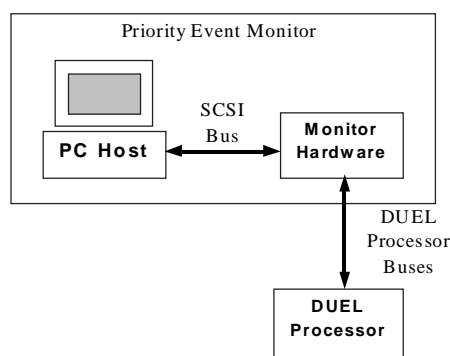 Priority Event Monitor
SCSI
Bus
PC Host
Monitor
Hardware
DUEL
Processor
Buses
DUEL
Processor